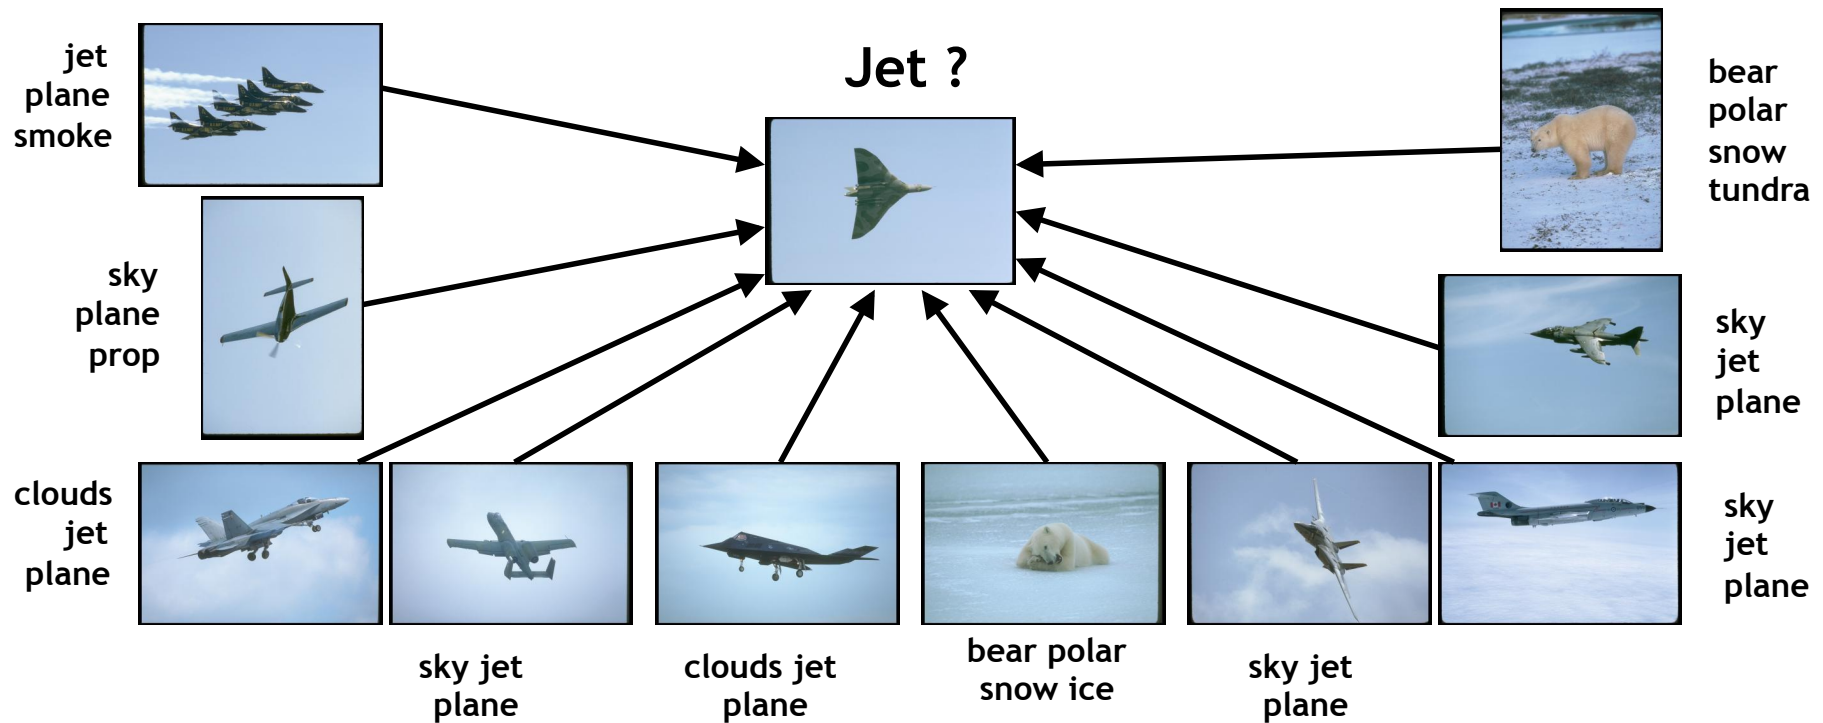 Jet ?
jet
plane
smoke
bear
polar
snow
tundra
sky
plane
prop
sky
jet
plane
clouds
jet
plane
sky
jet
plane
sky jet
plane
clouds jet
plane
bear polar
snow ice
sky jet
plane